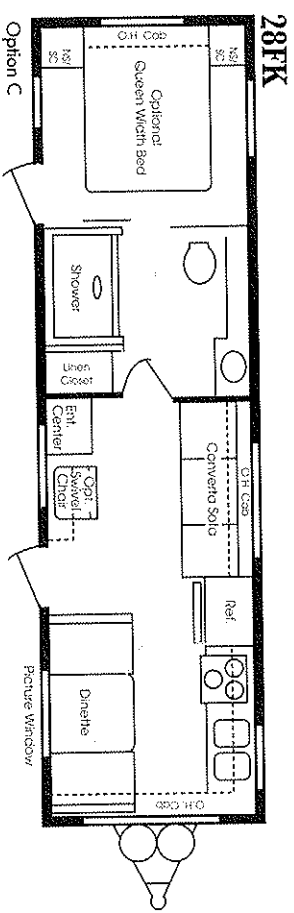 28FK
Option C
O.H. Cab
NS/
SC
NS/
SC
Optional
Queen Width Bed
Shower
Linen
Closet
Ent.
Center
Opt.
Swivel
Chair
O.H. Cab
Converta Sofa
Ref.
Dinette
Picture Window
O.H. Cab